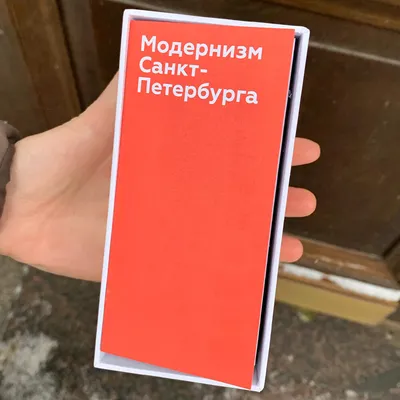 Модернизм
Санкт-
Петербурга